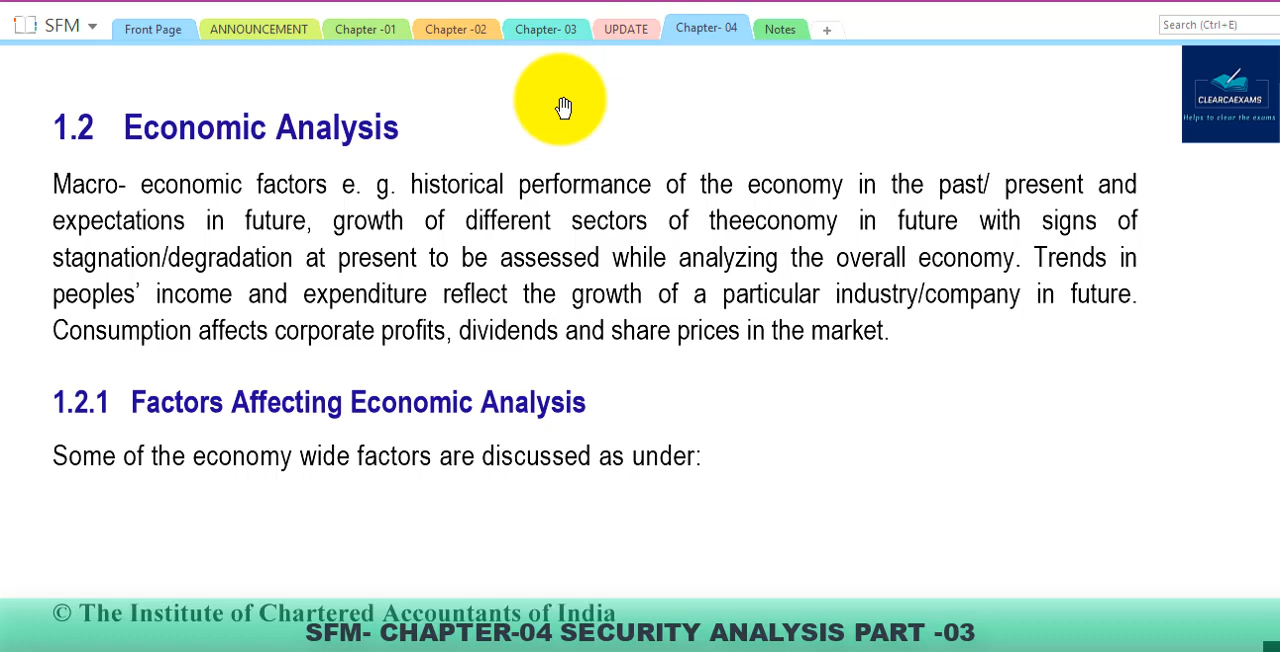 SFM
Front Page
ANNOUNCEMENT
Chapter -01
Chapter -02
Chapter- 03
UPDATE
Chapter- 04
Notes
+
Search (Ctrl+E)
CLEARCAEXAMS
Helps to clear the exams
1.2 Economic Analysis
Macro- economic factors e. g. historical performance of the economy in the past/ present and
expectations in future, growth of different sectors of theeconomy in future with signs of
stagnation/degradation at present to be assessed while analyzing the overall economy. Trends in
peoples’ income and expenditure reflect the growth of a particular industry/company in future.
Consumption affects corporate profits, dividends and share prices in the market.
1.2.1 Factors Affecting Economic Analysis
Some of the economy wide factors are discussed as under:
© The Institute of Chartered Accountants of India
SFM- CHAPTER-04 SECURITY ANALYSIS PART -03